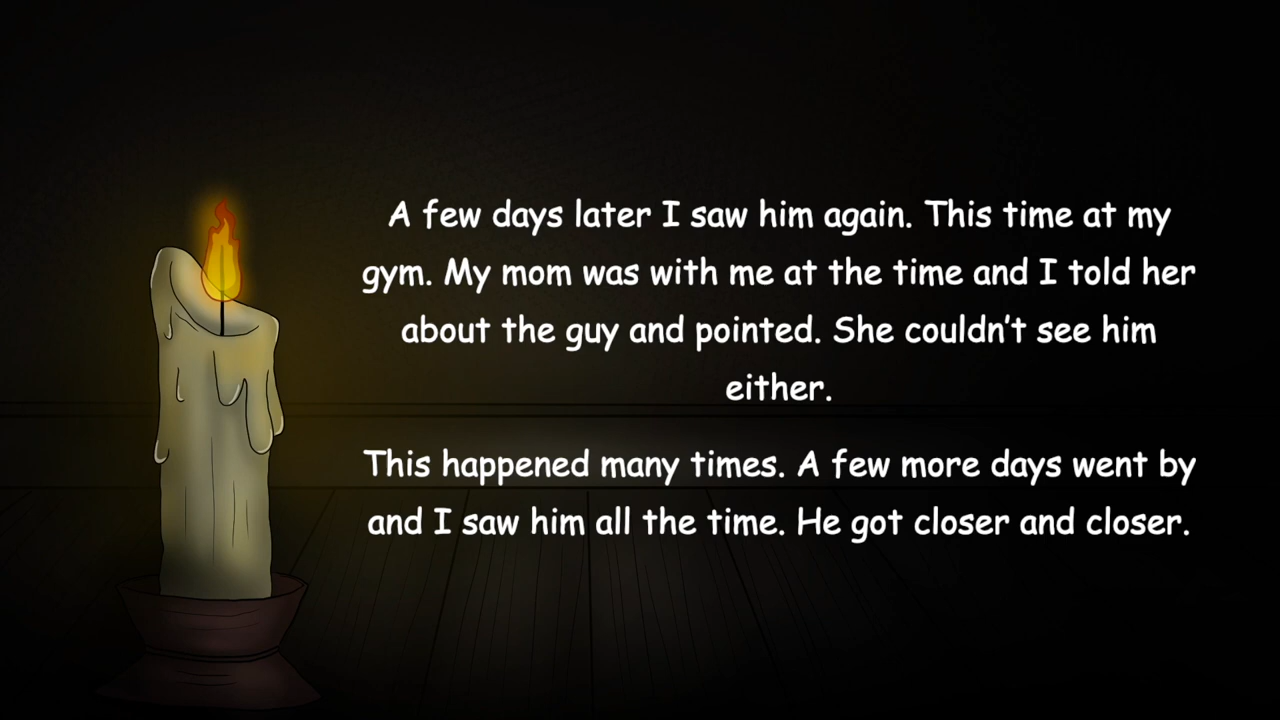 A few days later I saw him again. This time at my
gym. My mom was with me at the time and I told her
about the guy and pointed. She couldn’t see him
either.
This happened many times. A few more days went by
and I saw him all the time. He got closer and closer.